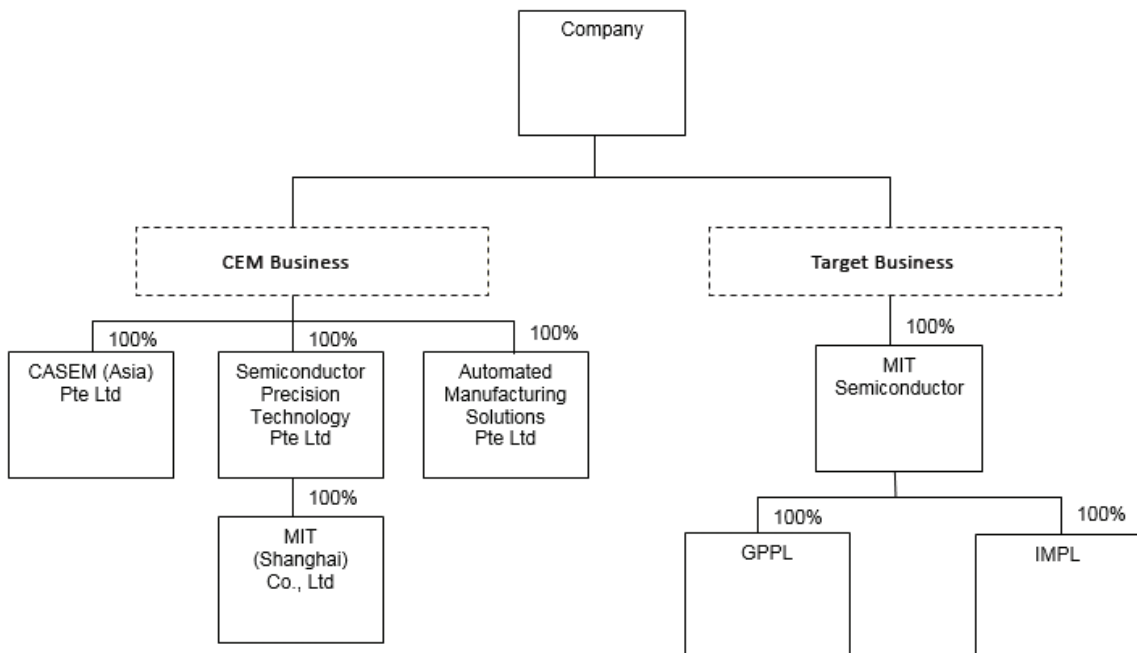 Company
CEM Business
Target Business
100%
100%
100%
100%
CASEM (Asia)
Pte Ltd
Semiconductor
Precision
Technology
Pte Ltd
Automated
Manufacturing
Solutions
Pte Ltd
MIT
Semiconductor
100%
100%
100%
MIT
(Shanghai)
Co., Ltd
GPPL
IMPL